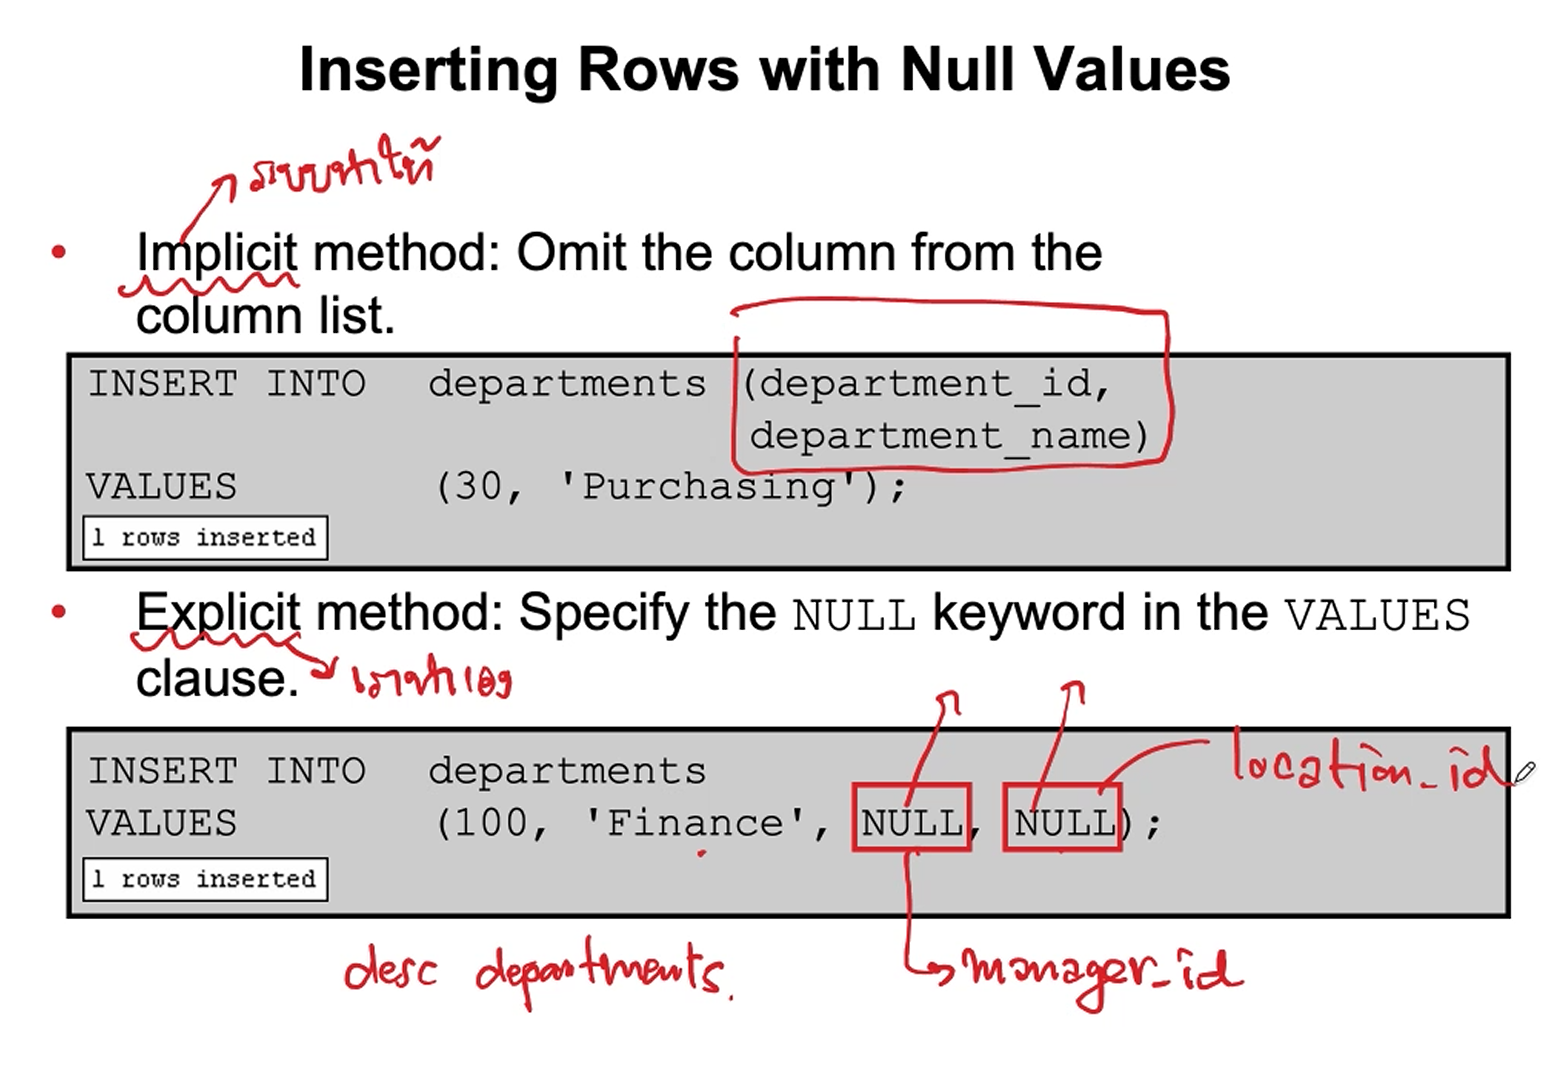 Inserting Rows with Null Values
ระบบทำให้
• Implicit method: Omit the column from the
column list.
INSERT INTO departments (department_id,
department_name)
VALUES (30, 'Purchasing');
1 rows inserted
• Explicit method: Specify the NULL keyword in the VALUES
clause.
เราทำเอง
INSERT INTO departments
location_id
VALUES (100, 'Finance', NULL, NULL);
1 rows inserted
desc departments.
manager_id